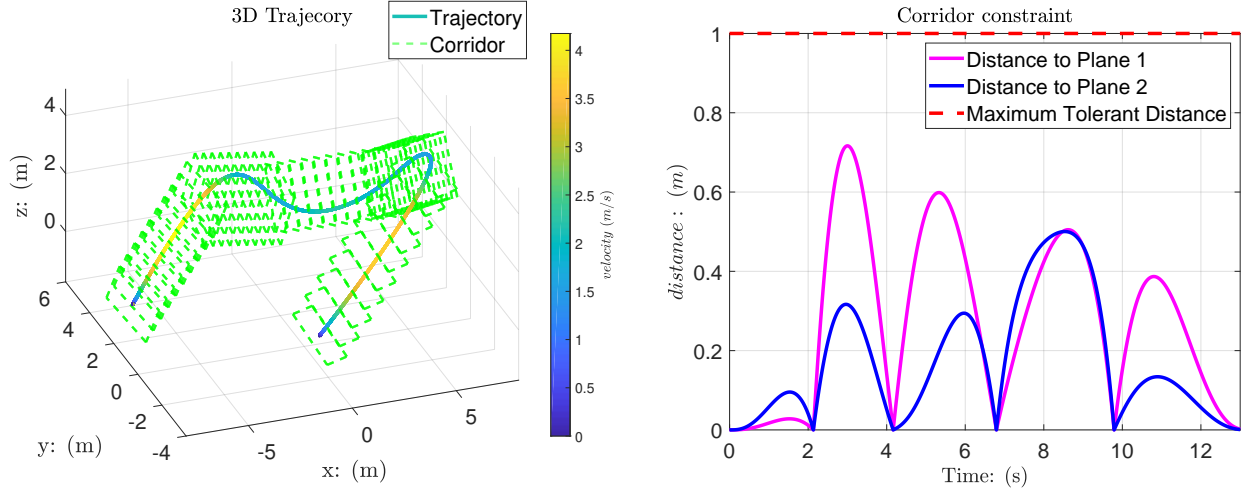 3D Trajecory
Trajectory
Corridor
4
2
0
z: (m)
6
4
2
0
-2
-4
y: (m)
-5
0
5
x: (m)
4
3.5
3
2.5
2
1.5
1
0.5
0
velocity (m/s)
Corridor constraint
Distance to Plane 1
Distance to Plane 2
Maximum Tolerant Distance
1
0.8
0.6
0.4
0.2
0
distance : (m)
0
2
4
6
8
10
12
Time: (s)